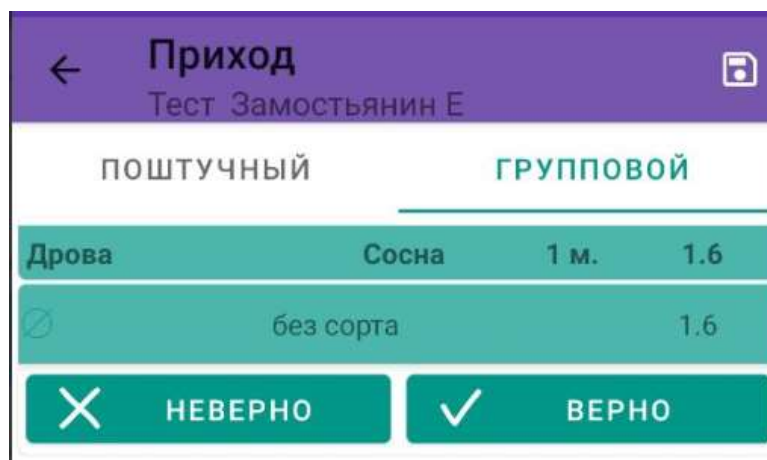 Приход
Тест Замостьянин Е
ПОШТУЧНЫЙ ГРУППОВОЙ
Дрова Сосна 1 м. 1.6
без сорта 1.6
НЕВЕРНО ВЕРНО